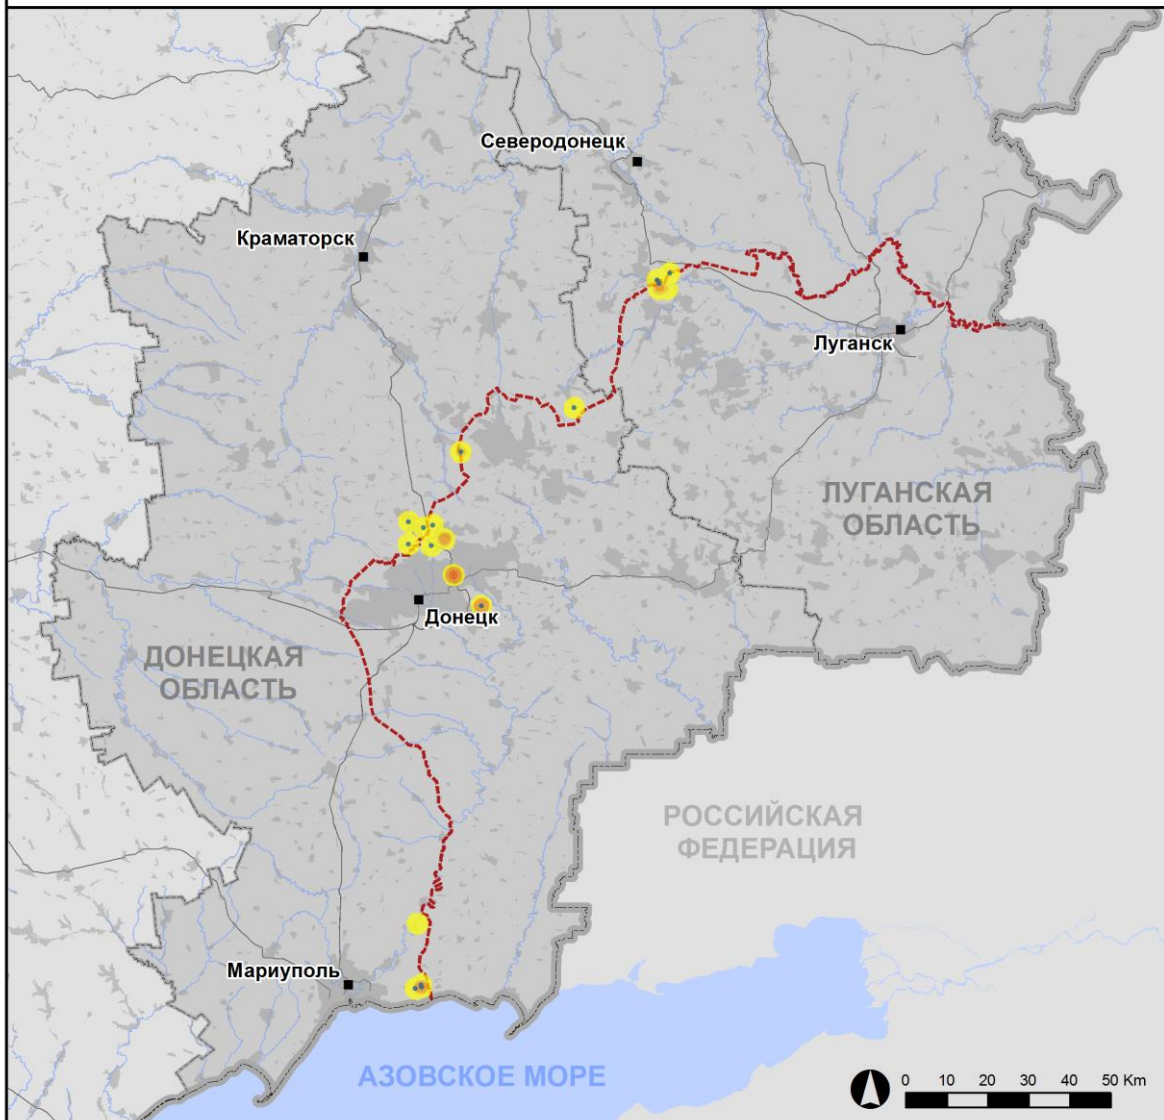 Северодонецк
Краматорск
Луганск
ЛУГАНСКАЯ
ОБЛАСТЬ
Донецк
ДОНЕЦКАЯ
ОБЛАСТЬ
РОССИЙСКАЯ
ФЕДЕРАЦИЯ
Мариуполь
АЗОВСКОЕ МОРЕ
0 10 20 30 40 50 Km